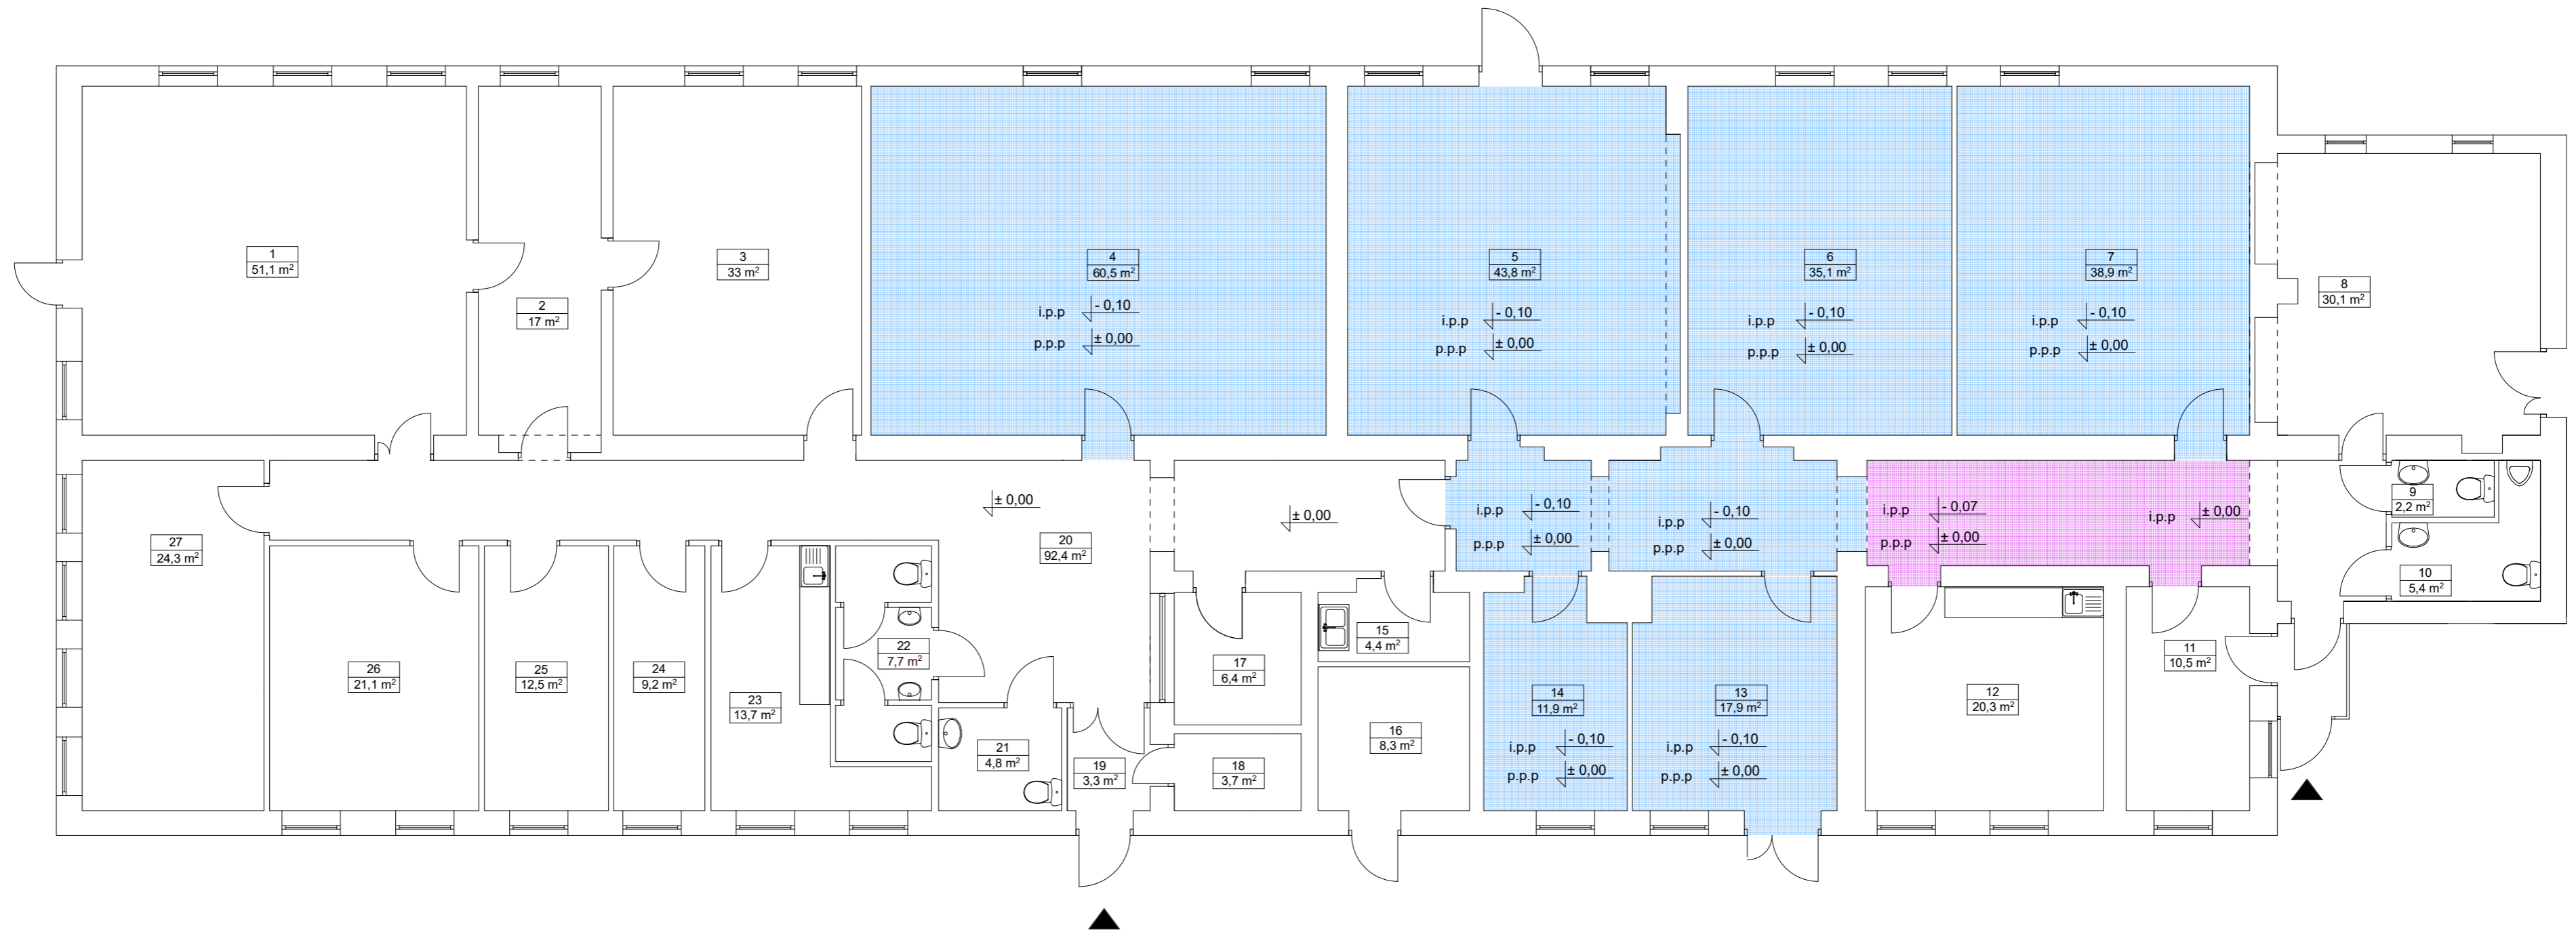 1
51,1 m²
2
17 m²
3
33 m²
4
60,5 m²
i.p.p - 0,10
p.p.p ± 0,00
5
43,8 m²
i.p.p - 0,10
p.p.p ± 0,00
6
35,1 m²
i.p.p - 0,10
p.p.p ± 0,00
7
38,9 m²
i.p.p - 0,10
p.p.p ± 0,00
8
30,1 m²
27
24,3 m²
± 0,00
20
92,4 m²
± 0,00
i.p.p - 0,10
p.p.p ± 0,00
i.p.p - 0,10
p.p.p ± 0,00
i.p.p - 0,07
p.p.p ± 0,00
i.p.p ± 0,00
9
2,2 m²
10
5,4 m²
26
21,1 m²
25
12,5 m²
24
9,2 m²
23
13,7 m²
22
7,7 m²
21
4,8 m²
19
3,3 m²
17
6,4 m²
18
3,7 m²
15
4,4 m²
16
8,3 m²
14
11,9 m²
i.p.p - 0,10
p.p.p ± 0,00
13
17,9 m²
i.p.p - 0,10
p.p.p ± 0,00
12
20,3 m²
11
10,5 m²